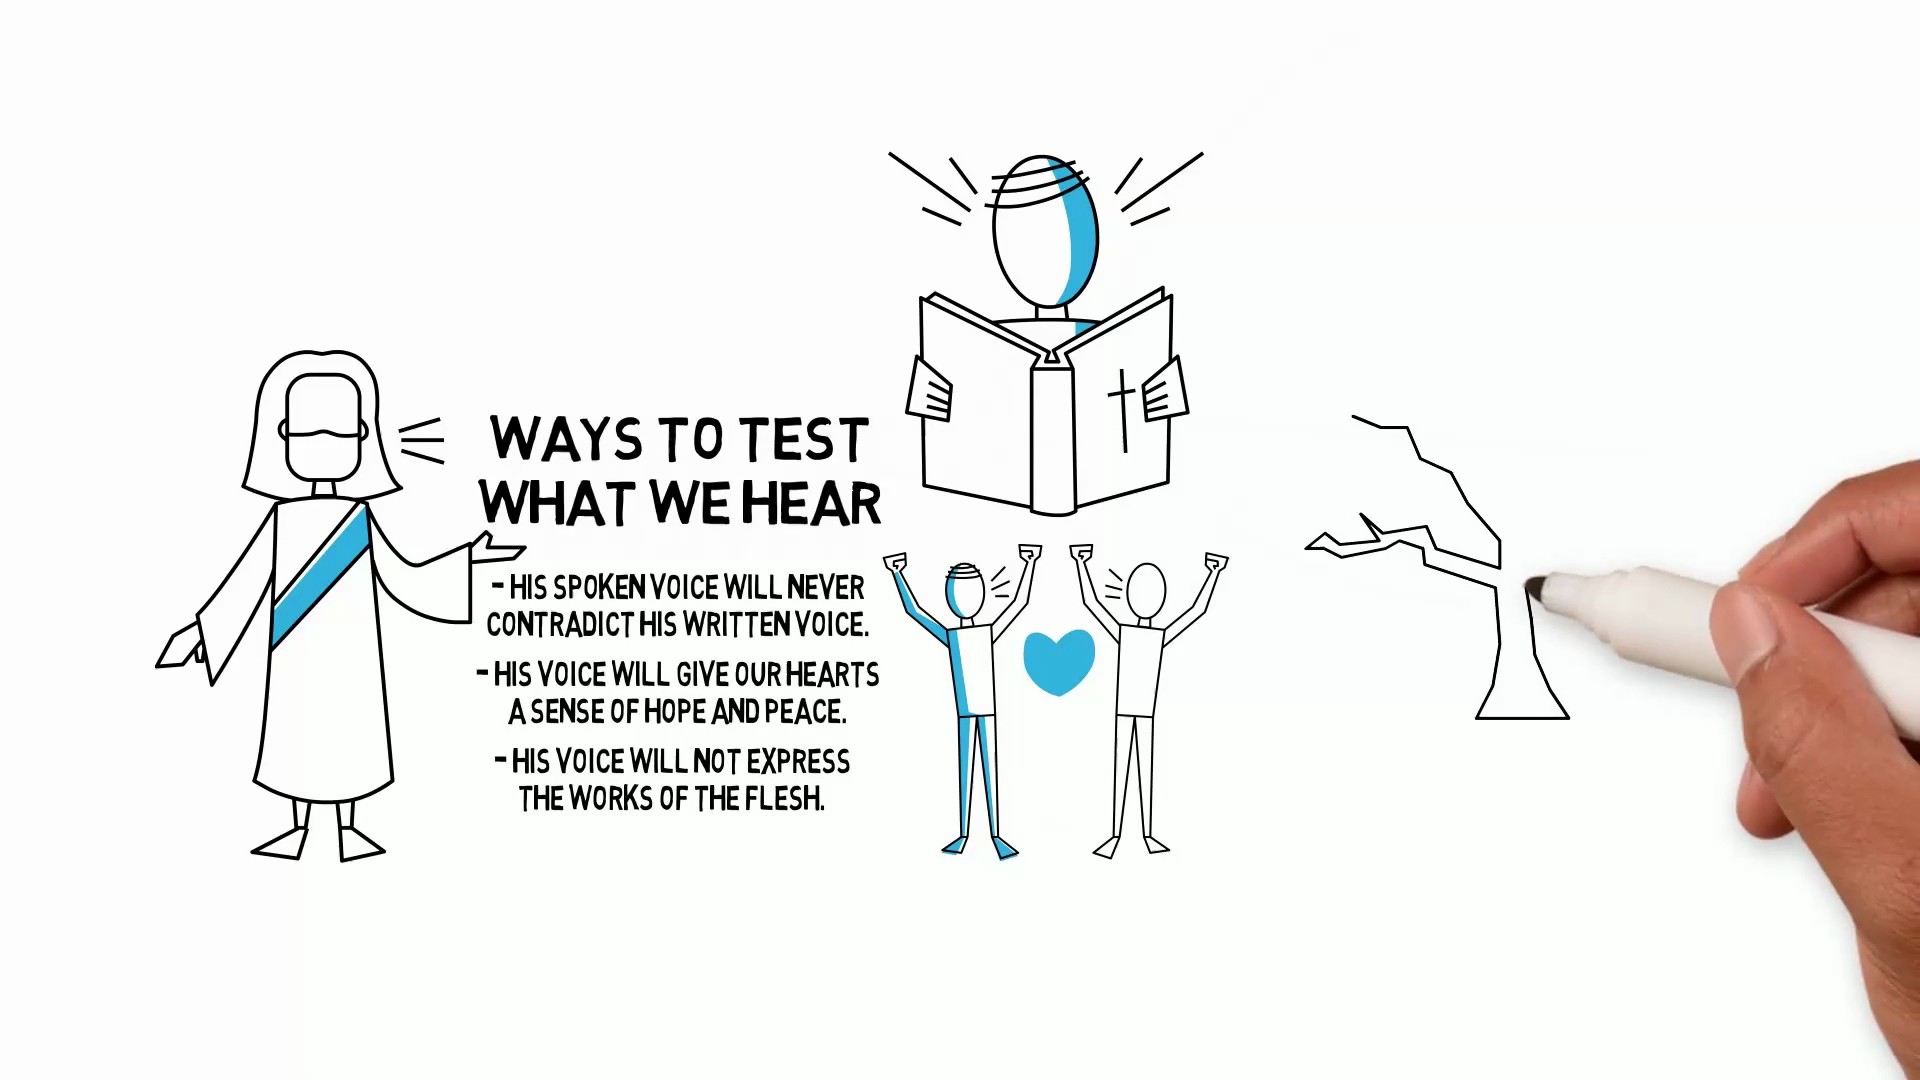 WAYS TO TEST
WHAT WE HEAR
- HIS SPOKEN VOICE WILL NEVER
CONTRADICT HIS WRITTEN VOICE.
- HIS VOICE WILL GIVE OUR HEARTS
A SENSE OF HOPE AND PEACE.
- HIS VOICE WILL NOT EXPRESS
THE WORKS OF THE FLESH.